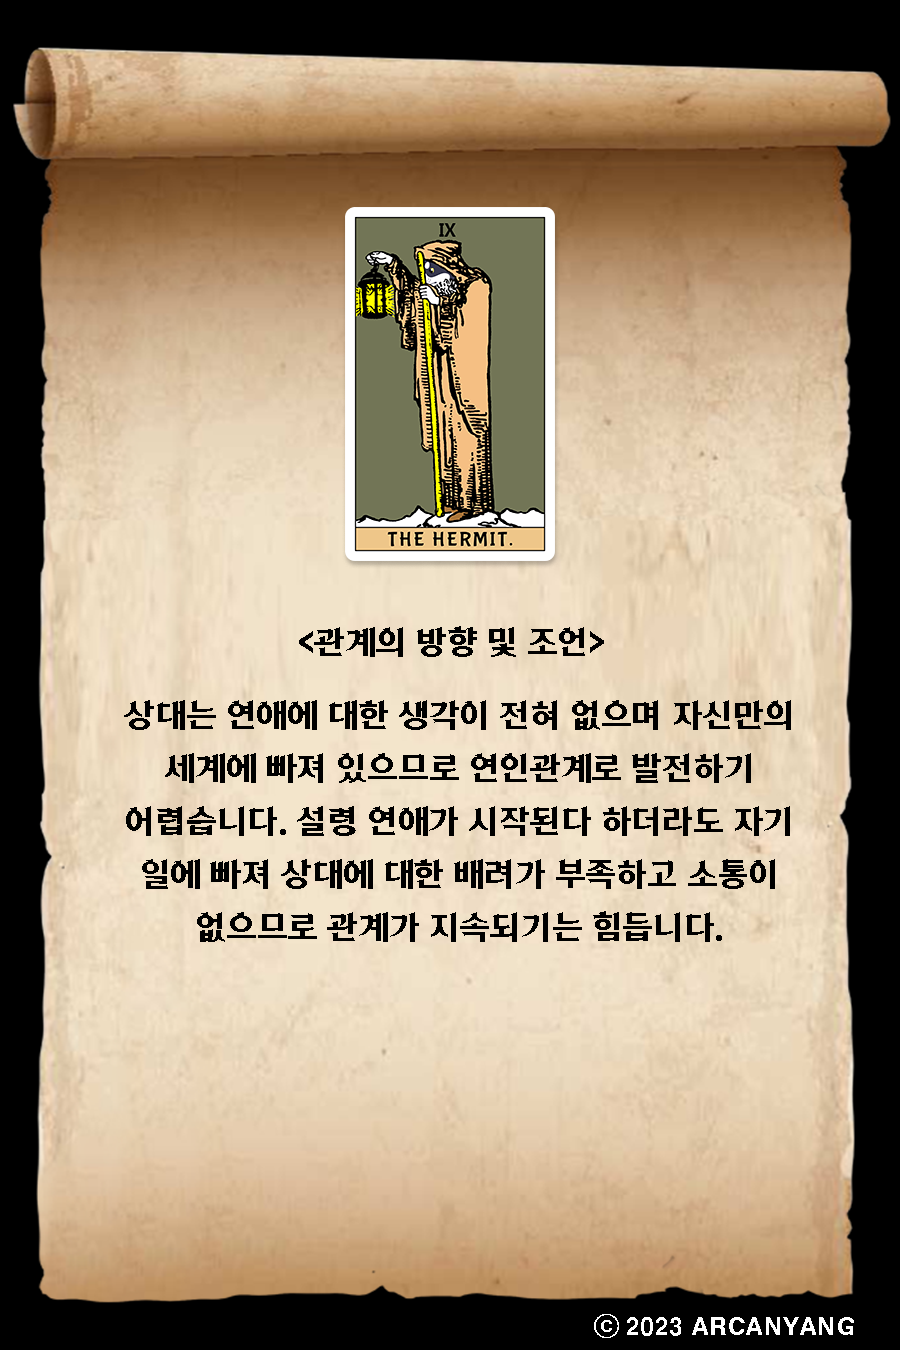 IX
THE HERMIT.
<관계의 방향 및 조언>
상대는 연애에 대한 생각이 전혀 없으며 자신만의
세계에 빠져 있으므로 연인관계로 발전하기
어렵습니다. 설령 연애가 시작된다 하더라도 자기
일에 빠져 상대에 대한 배려가 부족하고 소통이
없으므로 관계가 지속되기는 힘듭니다.
© 2023 ARCANYANG